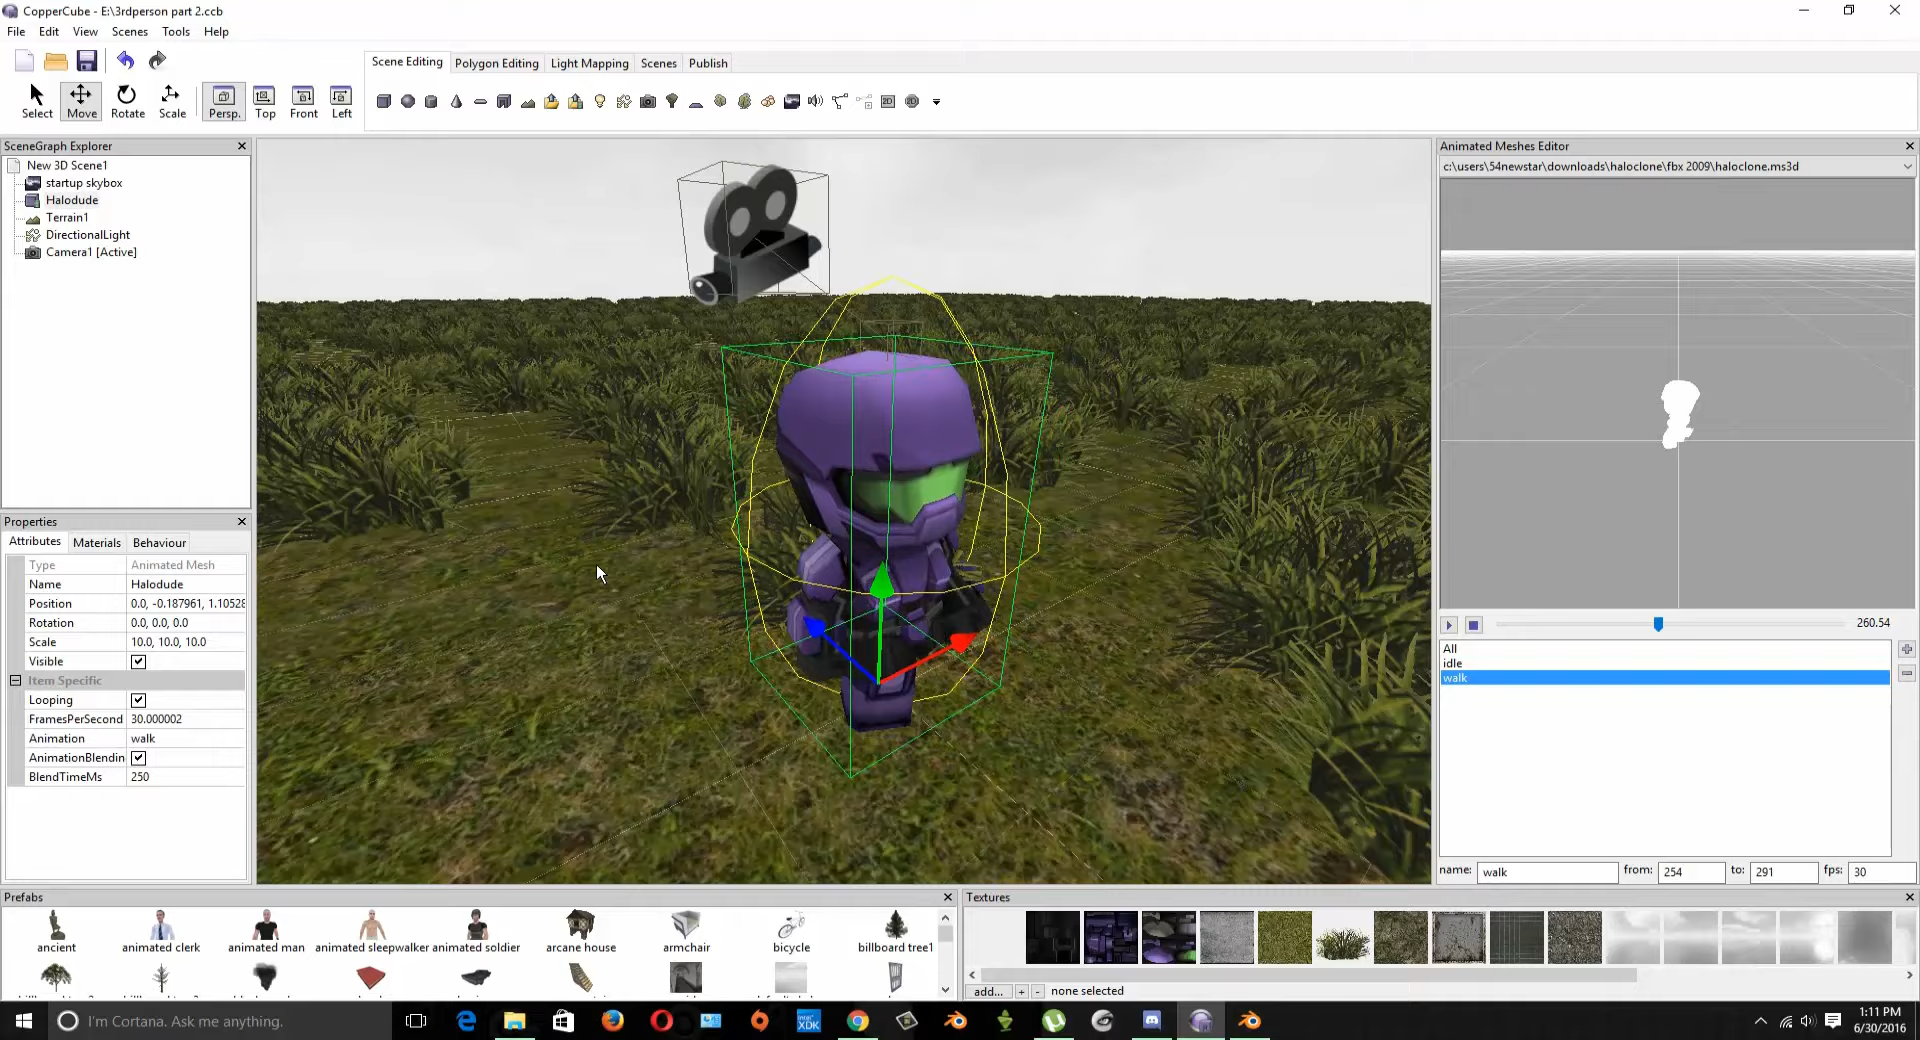 CopperCube - E:\3rdperson part 2.ccb
File Edit View Scenes Tools Help
Scene Editing Polygon Editing Light Mapping Scenes Publish
Select Move Rotate Scale Persp. Top Front Left
SceneGraph Explorer
New 3D Scene1
startup skybox
Halodude
Terrain1
DirectionalLight
Camera1 [Active]
Properties
Attributes Materials Behaviour
Type Animated Mesh
Name Halodude
Position 0.0, -0.187961, 1.10528
Rotation 0.0, 0.0, 0.0
Scale 10.0, 10.0, 10.0
Visible
Item Specific
Looping
FramesPerSecond 30.000002
Animation walk
AnimationBlendin
BlendTimeMs 250
Animated Meshes Editor
c:\users\54newstar\downloads\haloclone\fbx 2009\haloclone.ms3d
260.54
All
idle
walk
name: walk from: 254 to: 291 fps: 30
Prefabs
ancient animated clerk animated man animated sleepwalker animated soldier arcane house armchair bicycle billboard tree1
Textures
add... + - none selected
I'm Cortana. Ask me anything.
1:11 PM
6/30/2016